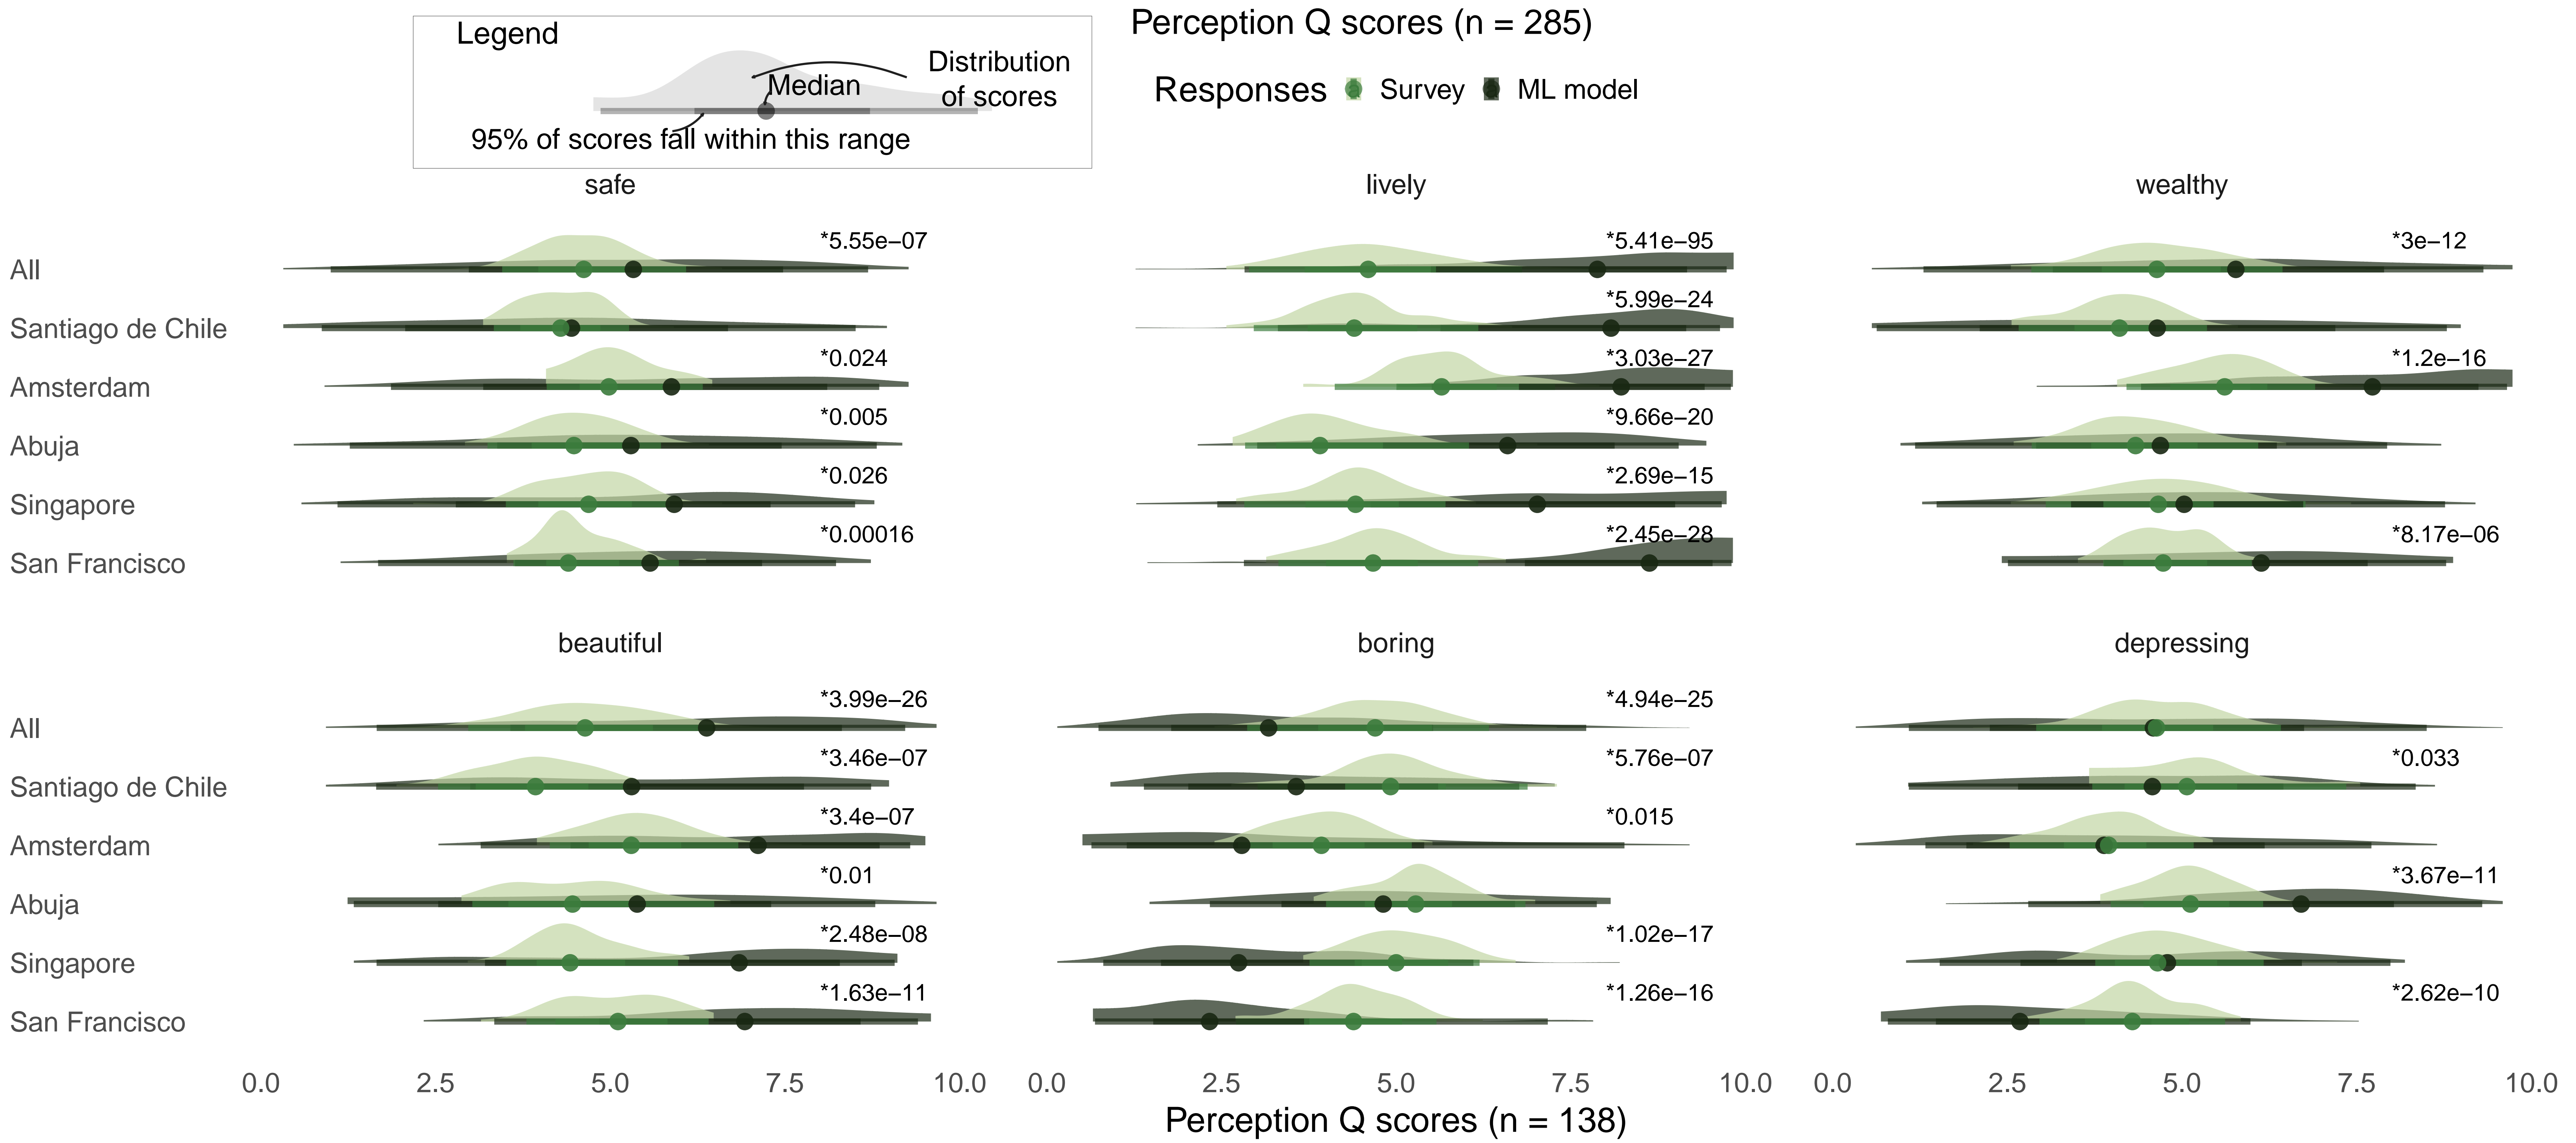 Perception Q scores (n = 285)
Legend
Distribution
of scores
Median
95% of scores fall within this range
Responses Survey ML model
safe lively wealthy
All *5.55e−07 *5.41e−95 *3e−12
Santiago de Chile *5.99e−24
Amsterdam *0.024 *3.03e−27 *1.2e−16
Abuja *0.005 *9.66e−20
Singapore *0.026 *2.69e−15
San Francisco *0.00016 *2.45e−28 *8.17e−06
beautiful boring depressing
All *3.99e−26 *4.94e−25
Santiago de Chile *3.46e−07 *5.76e−07 *0.033
Amsterdam *3.4e−07 *0.015
Abuja *0.01 *3.67e−11
Singapore *2.48e−08 *1.02e−17
San Francisco *1.63e−11 *1.26e−16 *2.62e−10
0.0 2.5 5.0 7.5 10.0 0.0 2.5 5.0 7.5 10.0 0.0 2.5 5.0 7.5 10.0
Perception Q scores (n = 138)